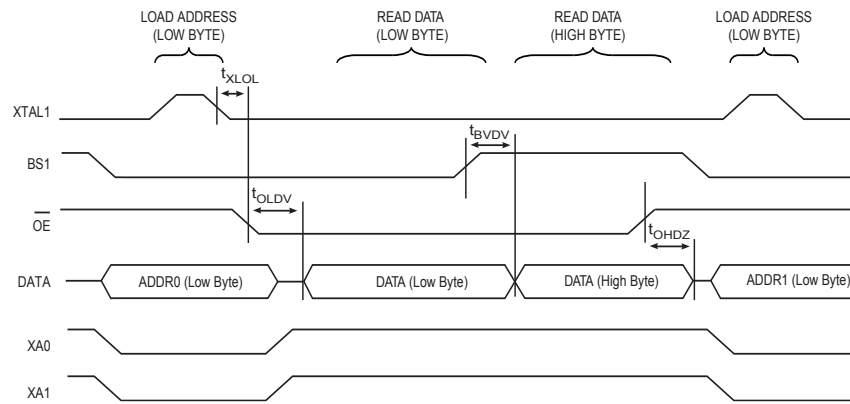 LOAD ADDRESS
(LOW BYTE)
READ DATA
(LOW BYTE)
READ DATA
(HIGH BYTE)
LOAD ADDRESS
(LOW BYTE)
tXLOL
XTAL1
tBVDV
BS1
tOLDV
OE
tOHDZ
DATA
ADDR0 (Low Byte)
DATA (Low Byte)
DATA (High Byte)
ADDR1 (Low Byte)
XA0
XA1